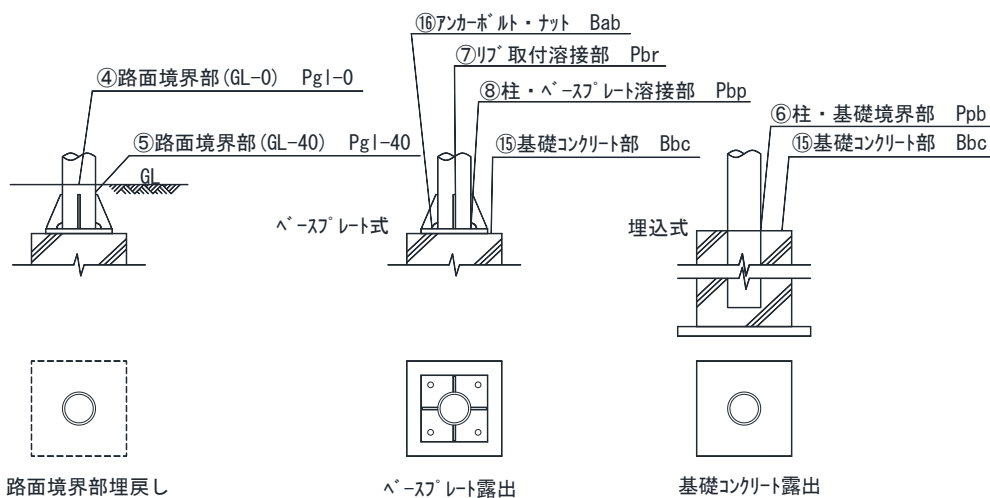 ⑯アンカーボルト・ナット Bab
⑦リブ取付溶接部 Pbr
④路面境界部(GL-0) Pgl-0
⑧柱・ベースプレート溶接部 Pbp
⑥柱・基礎境界部 Ppb
⑤路面境界部(GL-40) Pgl-40
⑮基礎コンクリート部 Bbc
⑮基礎コンクリート部 Bbc
GL
ベースプレート式
埋込式
路面境界部埋戻し
ベースプレート露出
基礎コンクリート露出